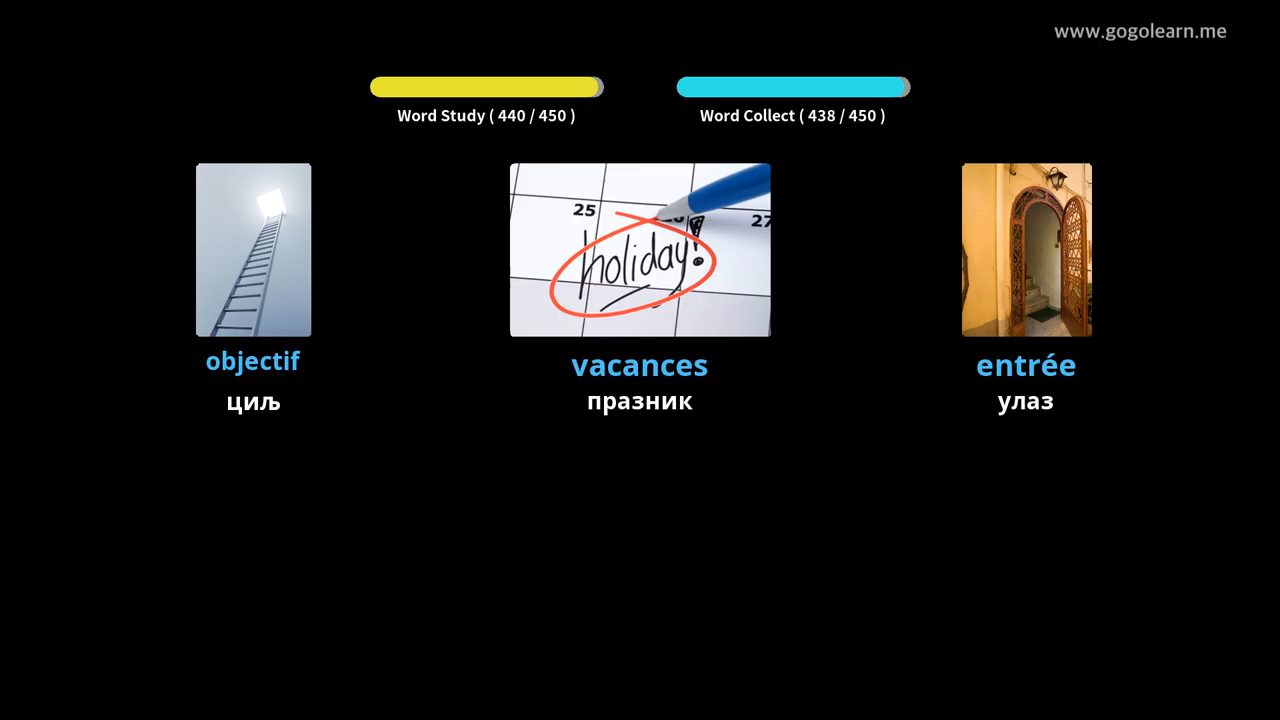 www.gogolearn.me
Word Study ( 440 / 450 )
Word Collect ( 438 / 450 )
25
27
holiday!
objectif
vacances
entrée
циљ
празник
улаз